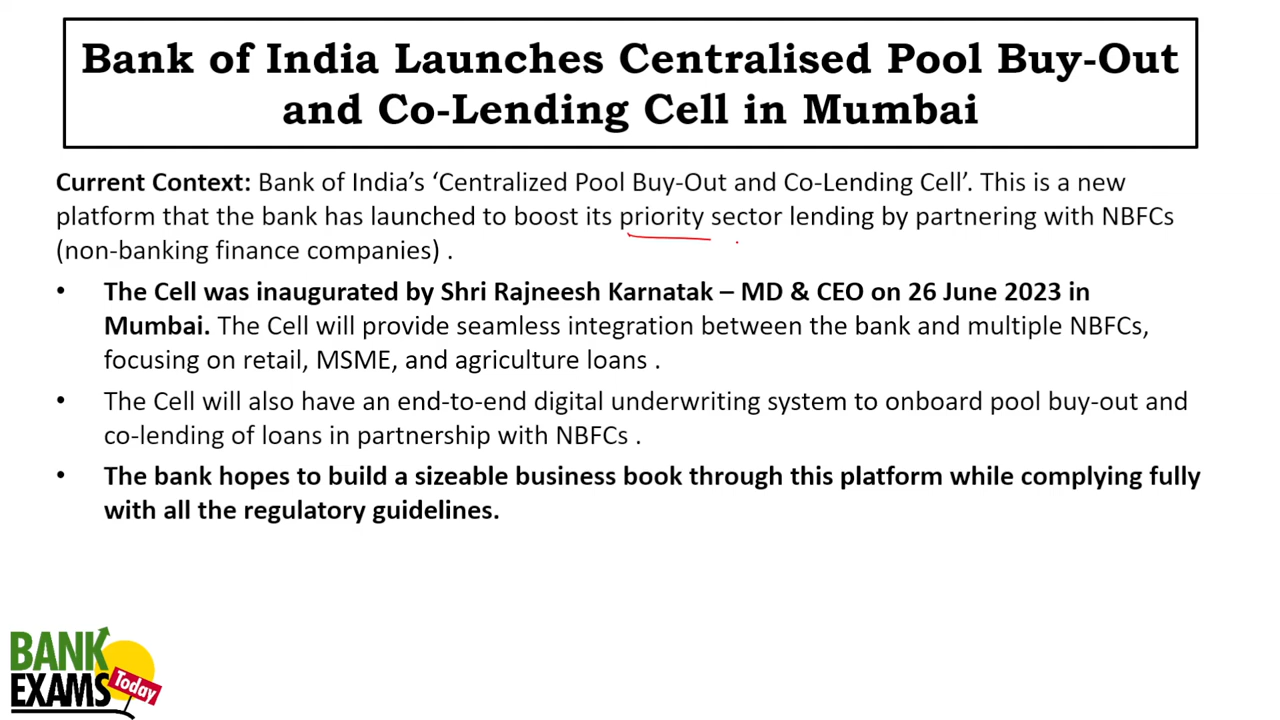 Bank of India Launches Centralised Pool Buy-Out
and Co-Lending Cell in Mumbai
Current Context: Bank of India’s ‘Centralized Pool Buy-Out and Co-Lending Cell’. This is a new
platform that the bank has launched to boost its priority sector lending by partnering with NBFCs
(non-banking finance companies) .
• The Cell was inaugurated by Shri Rajneesh Karnatak – MD & CEO on 26 June 2023 in
Mumbai. The Cell will provide seamless integration between the bank and multiple NBFCs,
focusing on retail, MSME, and agriculture loans .
• The Cell will also have an end-to-end digital underwriting system to onboard pool buy-out and
co-lending of loans in partnership with NBFCs .
• The bank hopes to build a sizeable business book through this platform while complying fully
with all the regulatory guidelines.
BANK
EXAMS
Today